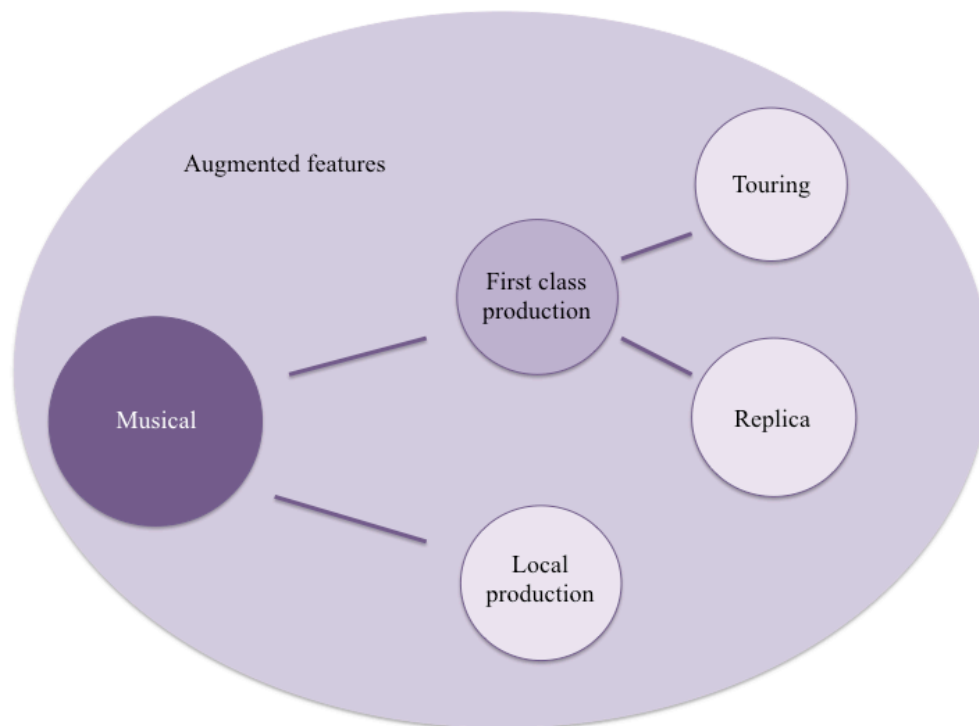 Augmented features
Touring
First class
production
Musical
Replica
Local
production